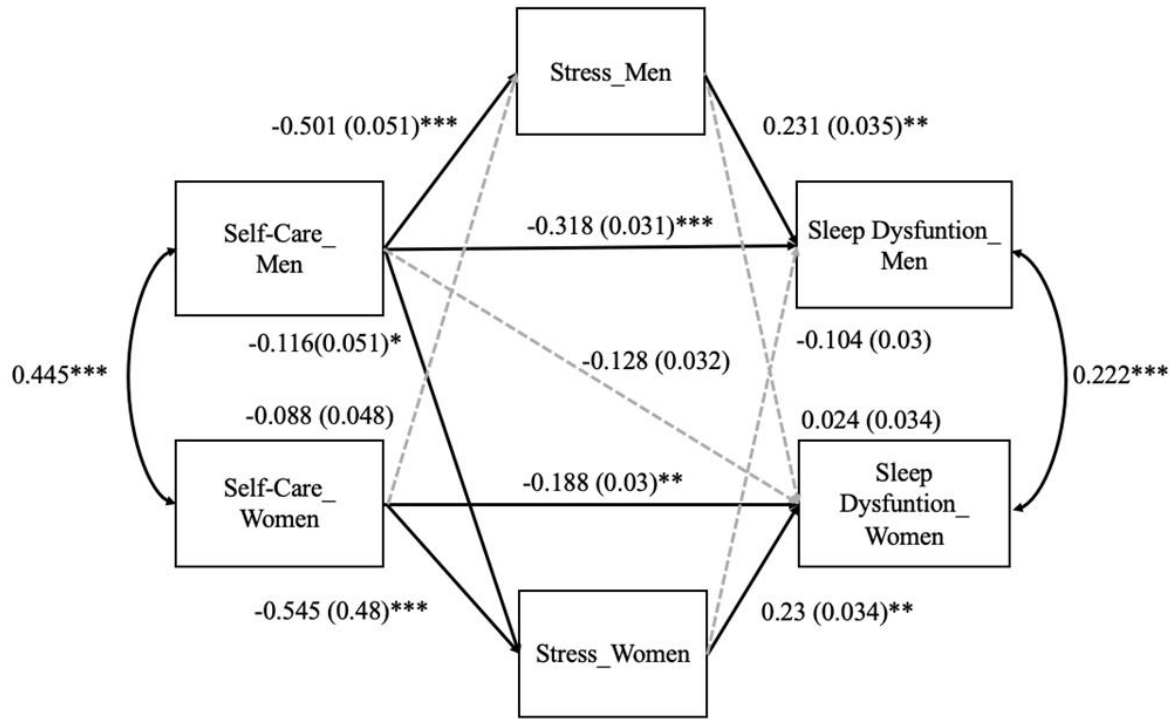 Stress_Men
-0.501 (0.051)***
0.231 (0.035)**
Self-Care_
Men
-0.318 (0.031)***
Sleep Dysfuntion_
Men
-0.116(0.051)*
-0.128 (0.032)
-0.104 (0.03)
0.445***
0.222***
-0.088 (0.048)
0.024 (0.034)
Self-Care_
Women
-0.188 (0.03)**
Sleep
Dysfuntion_
Women
-0.545 (0.48)***
0.23 (0.034)**
Stress_Women